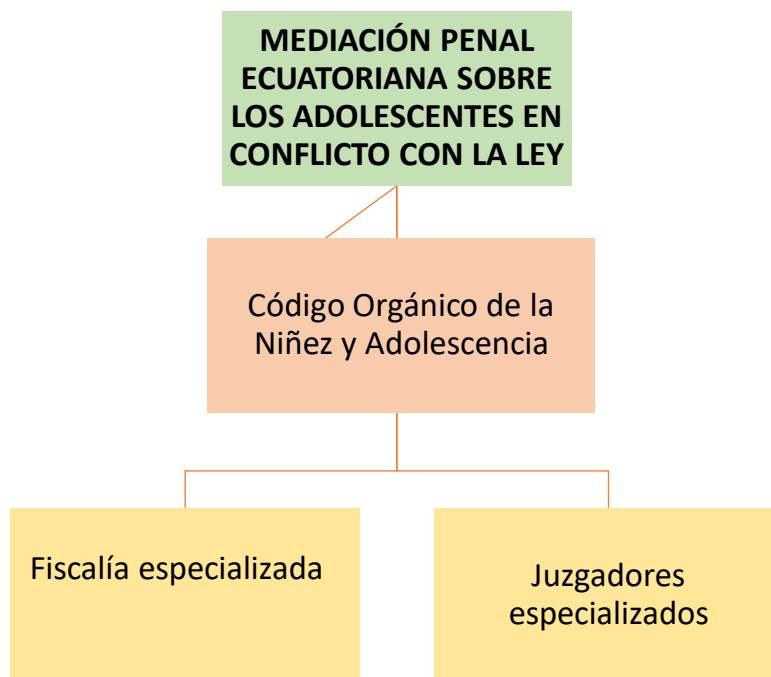 MEDIACIÓN PENAL
ECUATORIANA SOBRE
LOS ADOLESCENTES EN
CONFLICTO CON LA LEY
Código Orgánico de la
Niñez y Adolescencia
Fiscalía especializada
Juzgadores
especializados